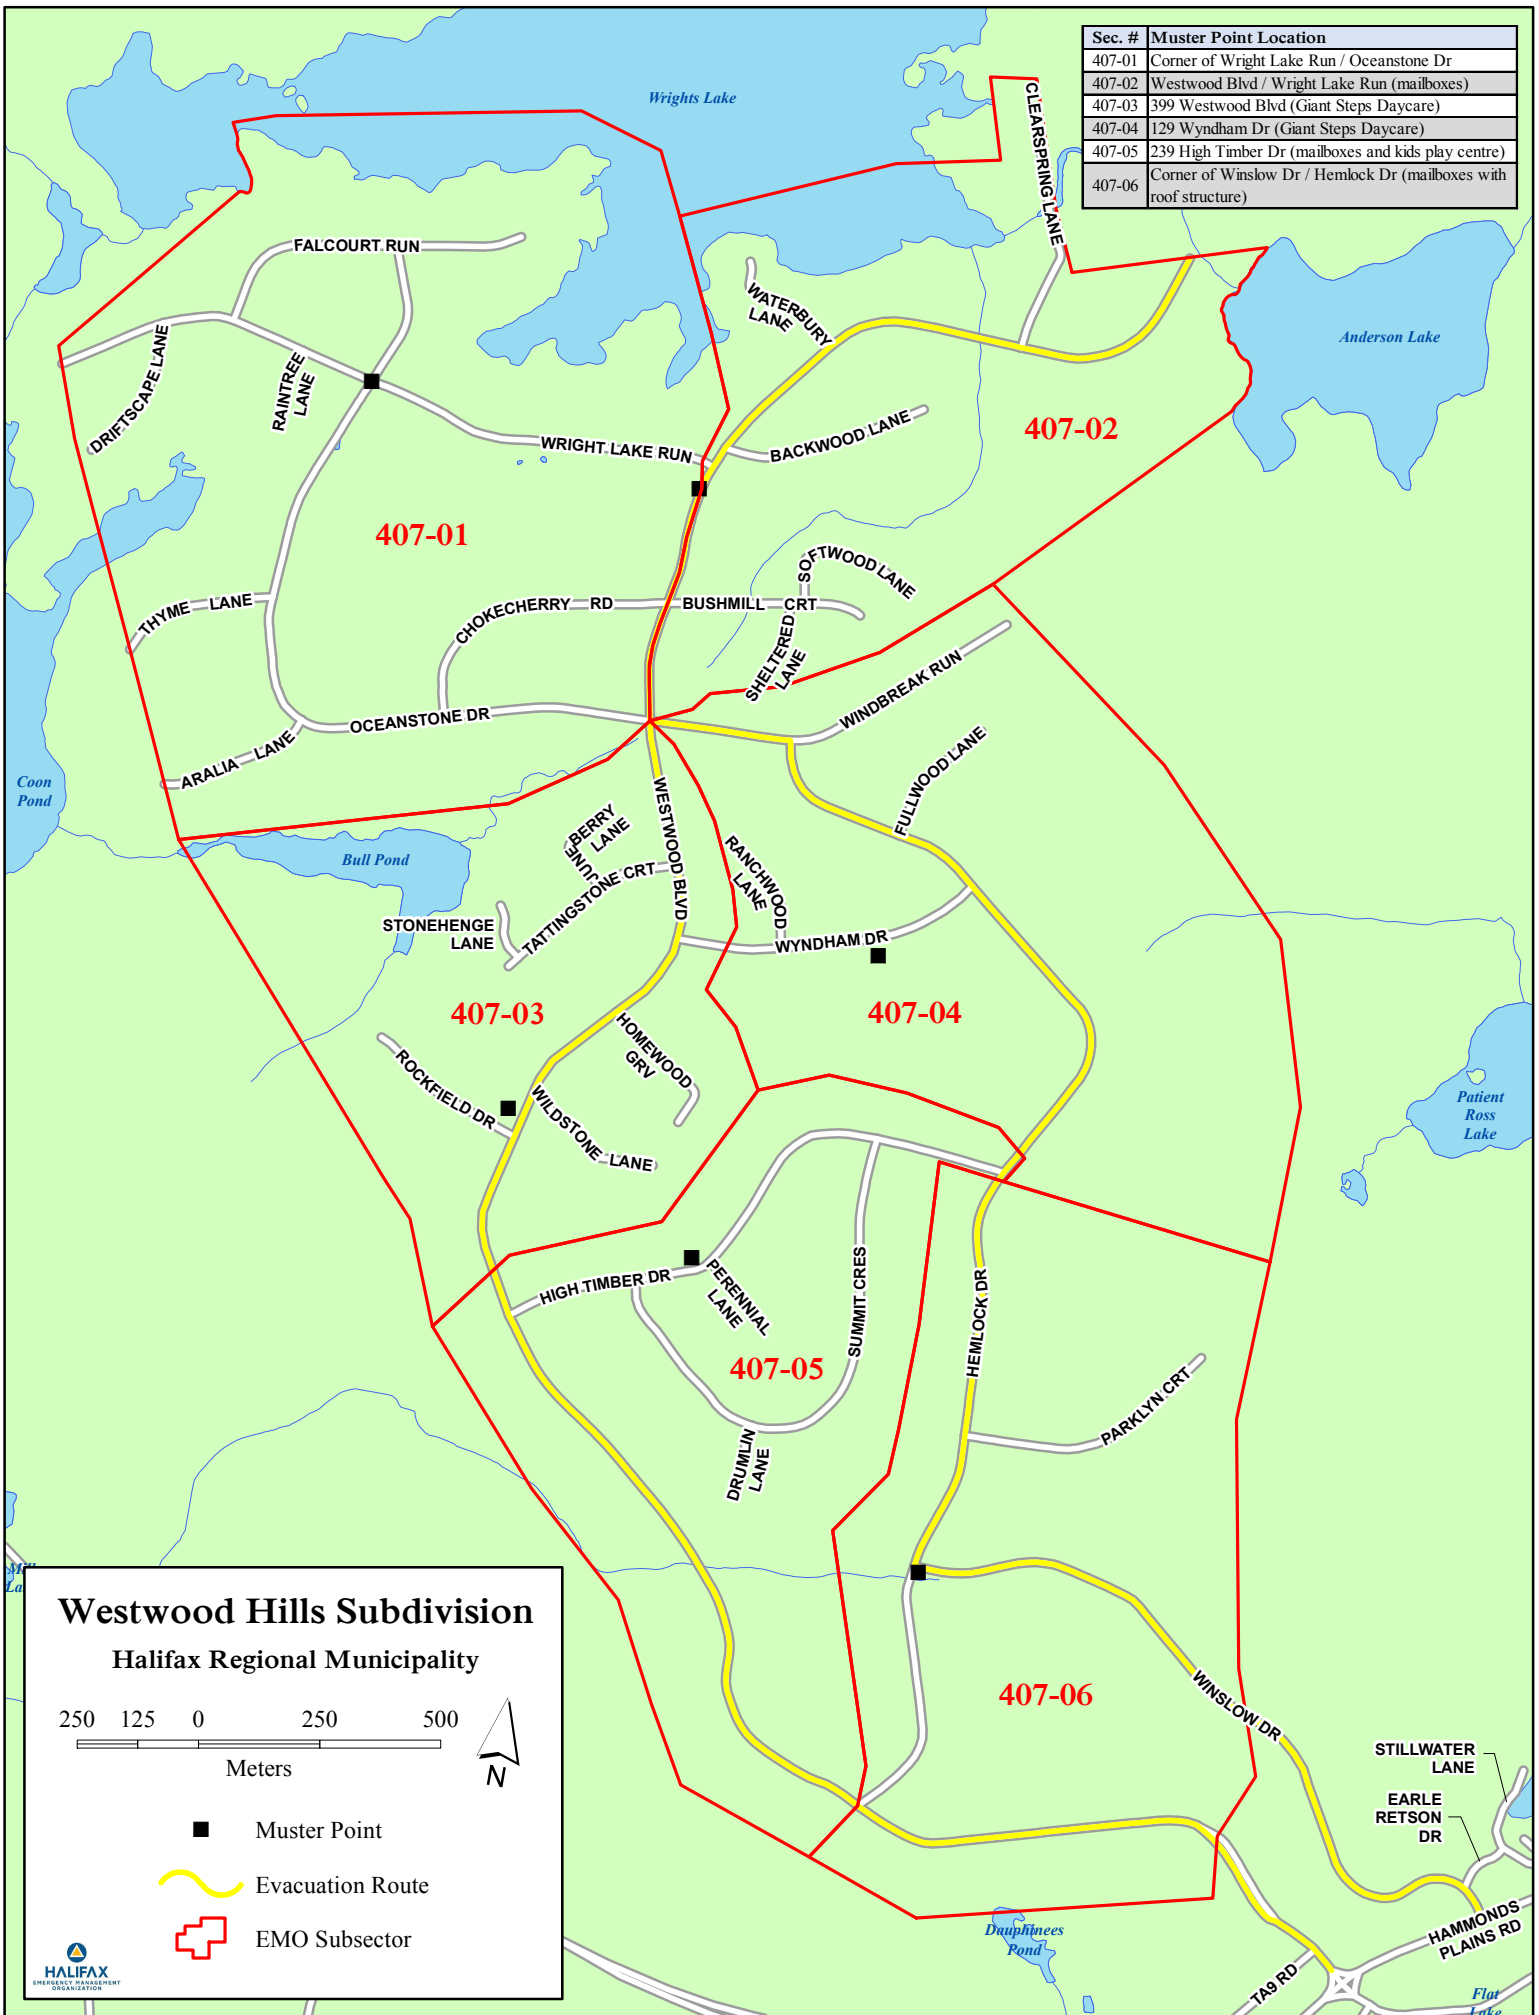 Sec. # Muster Point Location
407-01 Corner of Wright Lake Run / Oceanstone Dr
407-02 Westwood Blvd / Wright Lake Run (mailboxes)
407-03 399 Westwood Blvd (Giant Steps Daycare)
407-04 129 Wyndham Dr (Giant Steps Daycare)
407-05 239 High Timber Dr (mailboxes and kids play centre)
407-06 Corner of Winslow Dr / Hemlock Dr (mailboxes with
roof structure)
Wrights Lake
CLEARSPRING LANE
FALCOURT RUN
WATERBURY
LANE
Anderson Lake
DRIFTSCAPE LANE
RAINTREE
LANE
WRIGHT LAKE RUN
BACKWOOD LANE
407-02
407-01
SOFTWOOD LANE
THYME LANE
CHOKECHERRY RD
BUSHMILL CRT
SHELTERED
LANE
WINDBREAK RUN
OCEANSTONE DR
ARALIA LANE
Coon
Pond
FULLWOOD LANE
WESTWOOD BLVD
JUNEBERRY
LANE
Bull Pond
RANCHWOOD
LANE
TATTINGSTONE CRT
STONEHENGE
LANE
WYNDHAM DR
407-03
407-04
HOMEWOOD
GRV
ROCKFIELD DR
WILDSTONE LANE
Patient
Ross
Lake
HIGH TIMBER DR
PERENNIAL
LANE
SUMMIT CRES
HEMLOCK DR
407-05
PARKLYN CRT
DRUMLIN
LANE
407-06
WINSLOW DR
STILLWATER
LANE
EARLE
RETSON
DR
HAMMONDS
PLAINS RD
Dauphinees
Pond
TA9 RD
Flat
Lake
Westwood Hills Subdivision
Halifax Regional Municipality
250 125 0 250 500
Meters
N
Muster Point
Evacuation Route
EMO Subsector
HALIFAX
EMERGENCY MANAGEMENT
ORGANIZATION